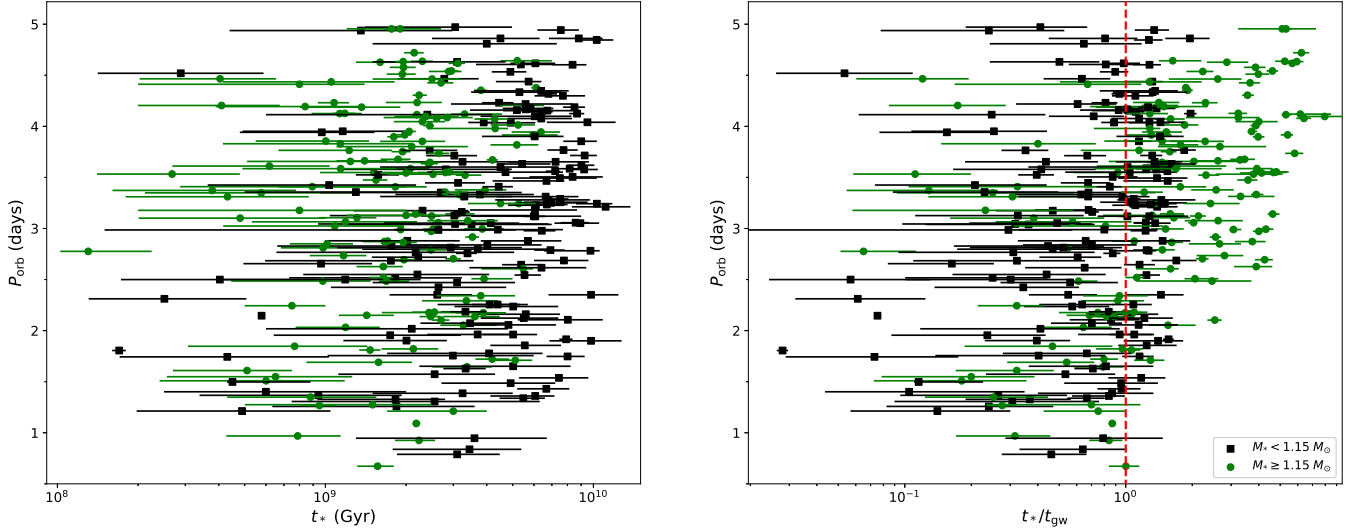 5
4
3
2
1
P_orb (days)
10^8
10^9
10^10
t_* (Gyr)
5
4
3
2
1
P_orb (days)
10^-1
10^0
t_*/t_gw
M_* < 1.15 M_⊙
M_* ≥ 1.15 M_⊙